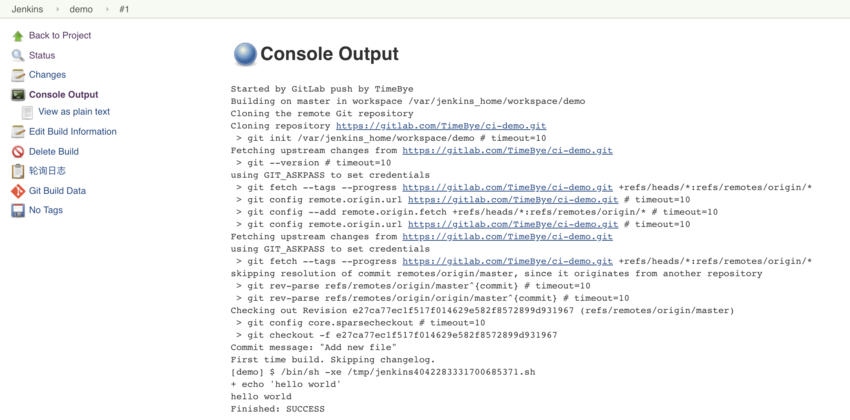 Jenkins › demo › #1
Back to Project
Status
Changes
Console Output
View as plain text
Edit Build Information
Delete Build
轮询日志
Git Build Data
No Tags
Console Output
Started by GitLab push by TimeBye
Building on master in workspace /var/jenkins_home/workspace/demo
Cloning the remote Git repository
Cloning repository https://gitlab.com/TimeBye/ci-demo.git
 > git init /var/jenkins_home/workspace/demo # timeout=10
Fetching upstream changes from https://gitlab.com/TimeBye/ci-demo.git
 > git --version # timeout=10
using GIT_ASKPASS to set credentials
 > git fetch --tags --progress https://gitlab.com/TimeBye/ci-demo.git +refs/heads/*:refs/remotes/origin/*
 > git config remote.origin.url https://gitlab.com/TimeBye/ci-demo.git # timeout=10
 > git config --add remote.origin.fetch +refs/heads/*:refs/remotes/origin/* # timeout=10
 > git config remote.origin.url https://gitlab.com/TimeBye/ci-demo.git # timeout=10
Fetching upstream changes from https://gitlab.com/TimeBye/ci-demo.git
using GIT_ASKPASS to set credentials
 > git fetch --tags --progress https://gitlab.com/TimeBye/ci-demo.git +refs/heads/*:refs/remotes/origin/*
skipping resolution of commit remotes/origin/master, since it originates from another repository
 > git rev-parse refs/remotes/origin/master^{commit} # timeout=10
 > git rev-parse refs/remotes/origin/origin/master^{commit} # timeout=10
Checking out Revision e27ca77ec1f517f014629e582f8572899d931967 (refs/remotes/origin/master)
 > git config core.sparsecheckout # timeout=10
 > git checkout -f e27ca77ec1f517f014629e582f8572899d931967
Commit message: "Add new file"
First time build. Skipping changelog.
[demo] $ /bin/sh -xe /tmp/jenkins4042283331700685371.sh
+ echo 'hello world'
hello world
Finished: SUCCESS